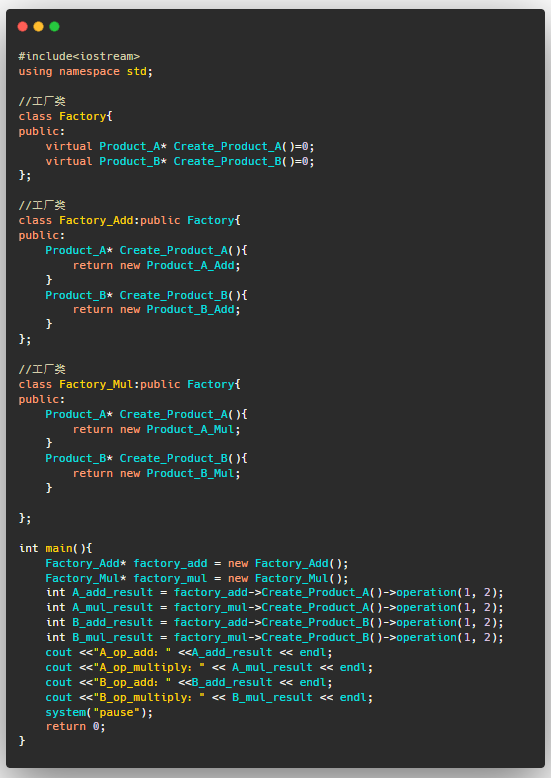 #include<iostream>
using namespace std;
//工厂类
class Factory{
public:
    virtual Product_A* Create_Product_A()=0;
    virtual Product_B* Create_Product_B()=0;
};
//工厂类
class Factory_Add:public Factory{
public:
    Product_A* Create_Product_A(){
        return new Product_A_Add;
    }
    Product_B* Create_Product_B(){
        return new Product_B_Add;
    }
};
//工厂类
class Factory_Mul:public Factory{
public:
    Product_A* Create_Product_A(){
        return new Product_A_Mul;
    }
    Product_B* Create_Product_B(){
        return new Product_B_Mul;
    }
};
int main(){
    Factory_Add* factory_add = new Factory_Add();
    Factory_Mul* factory_mul = new Factory_Mul();
    int A_add_result = factory_add->Create_Product_A()->operation(1, 2);
    int A_mul_result = factory_mul->Create_Product_A()->operation(1, 2);
    int B_add_result = factory_add->Create_Product_B()->operation(1, 2);
    int B_mul_result = factory_mul->Create_Product_B()->operation(1, 2);
    cout <<"A_op_add：" <<A_add_result << endl;
    cout <<"A_op_multiply：" << A_mul_result << endl;
    cout <<"B_op_add：" <<B_add_result << endl;
    cout <<"B_op_multiply：" << B_mul_result << endl;
    system("pause");
    return 0;
}